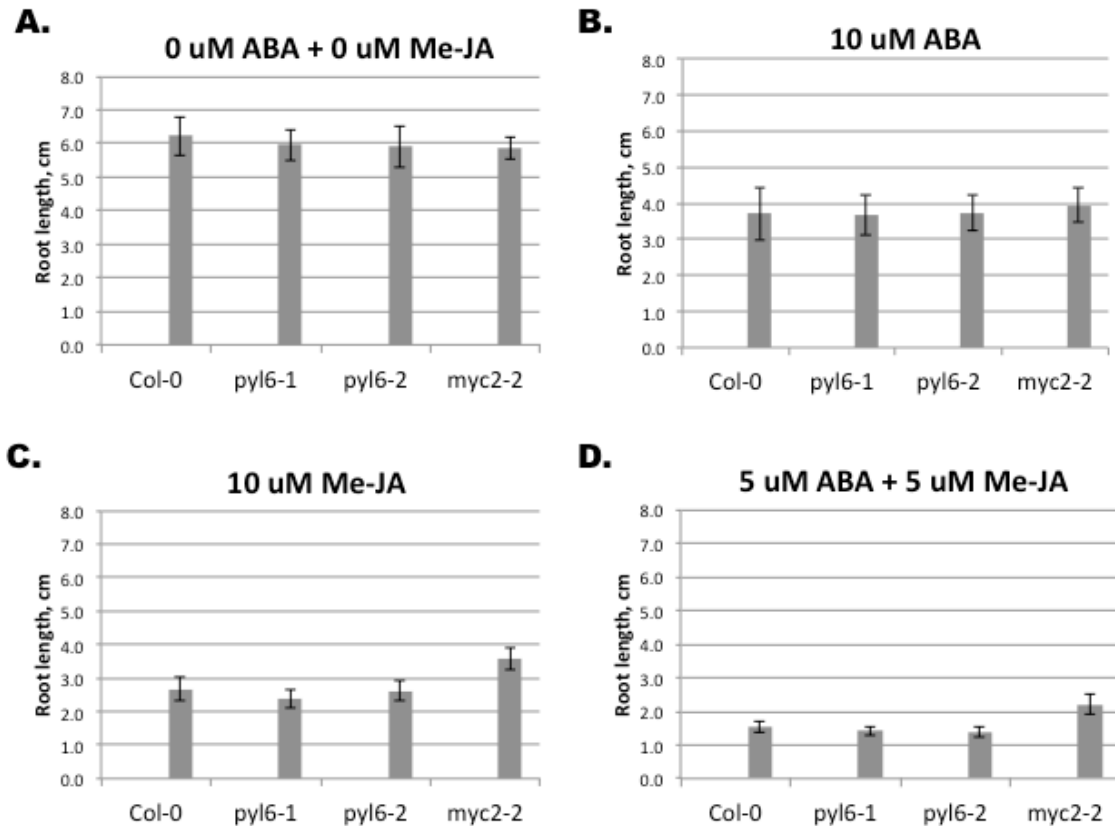 A.
0 uM ABA + 0 uM Me-JA
Root length, cm
8.0
7.0
6.0
5.0
4.0
3.0
2.0
1.0
0.0
Col-0 pyl6-1 pyl6-2 myc2-2
B.
10 uM ABA
Root length, cm
8.0
7.0
6.0
5.0
4.0
3.0
2.0
1.0
0.0
Col-0 pyl6-1 pyl6-2 myc2-2
C.
10 uM Me-JA
Root length, cm
8.0
7.0
6.0
5.0
4.0
3.0
2.0
1.0
0.0
Col-0 pyl6-1 pyl6-2 myc2-2
D.
5 uM ABA + 5 uM Me-JA
Root length, cm
8.0
7.0
6.0
5.0
4.0
3.0
2.0
1.0
0.0
Col-0 pyl6-1 pyl6-2 myc2-2